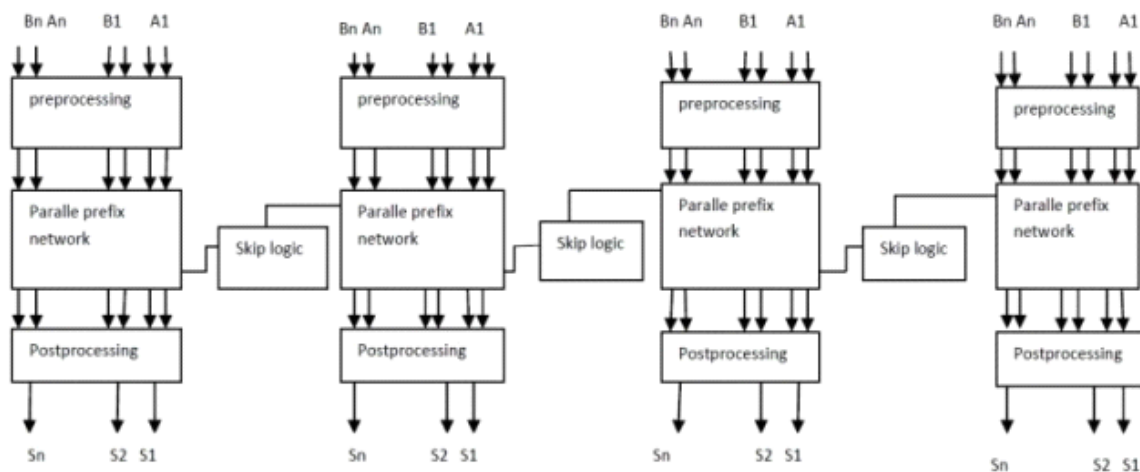 Bn An B1 A1
Bn An B1 A1
Bn An B1 A1
Bn An B1 A1
preprocessing
preprocessing
preprocessing
preprocessing
Paralle prefix
network
Skip logic
Paralle prefix
network
Skip logic
Paralle prefix
network
Skip logic
Paralle prefix
network
Postprocessing
Postprocessing
Postprocessing
Postprocessing
Sn S2 S1
Sn S2 S1
Sn S2 S1
Sn S2 S1